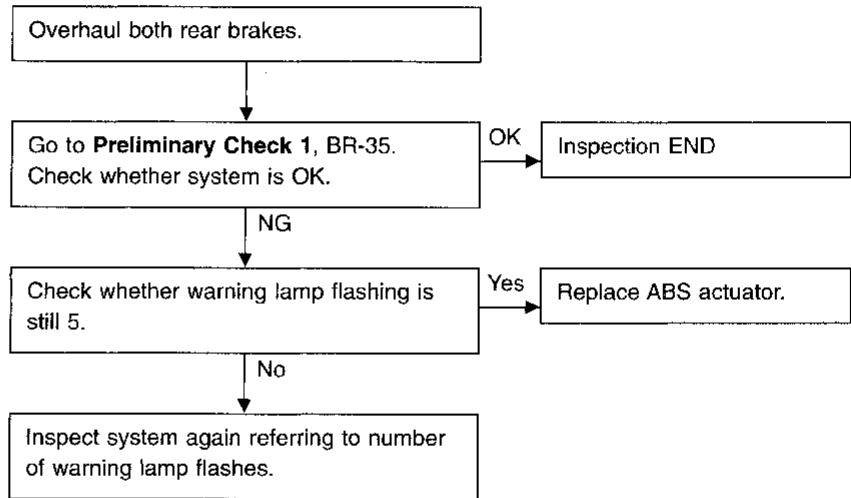 Overhaul both rear brakes.
Go to Preliminary Check 1, BR-35.
Check whether system is OK.
OK
Inspection END
NG
Check whether warning lamp flashing is
still 5.
Yes
Replace ABS actuator.
No
Inspect system again referring to number
of warning lamp flashes.